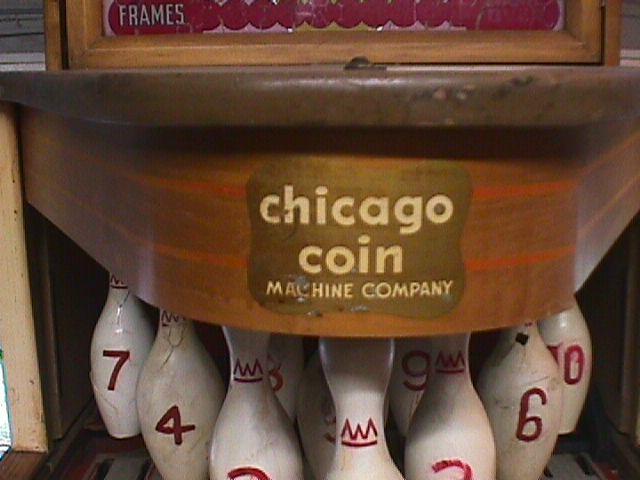 FRAMES
chicago
coin
MACHINE COMPANY
7
4
8
9
6
10